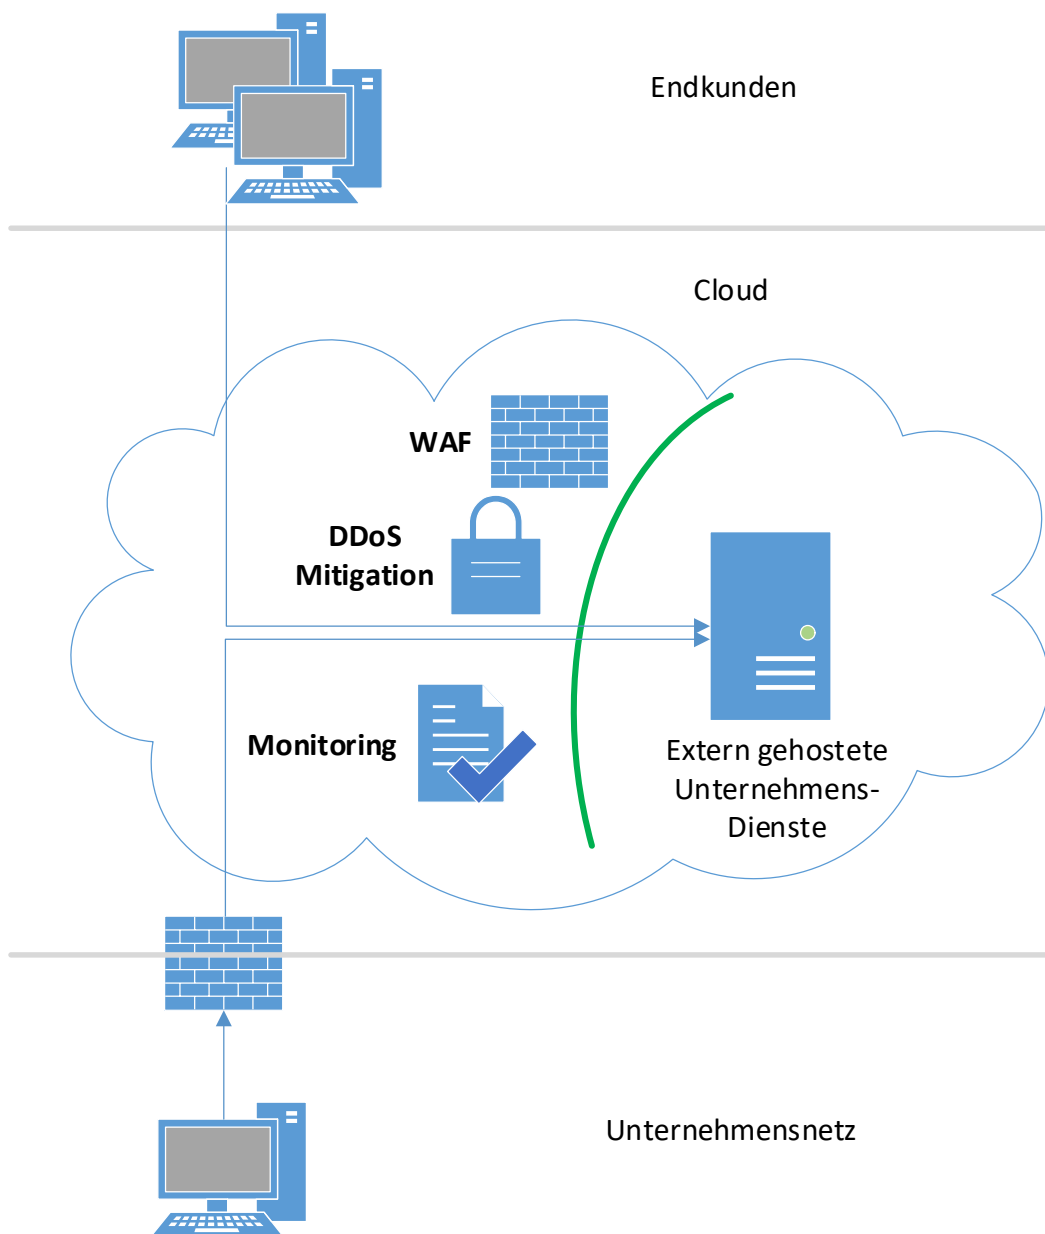 Endkunden
Cloud
WAF
DDoS
Mitigation
Monitoring
Extern gehostete
Unternehmens-
Dienste
Unternehmensnetz